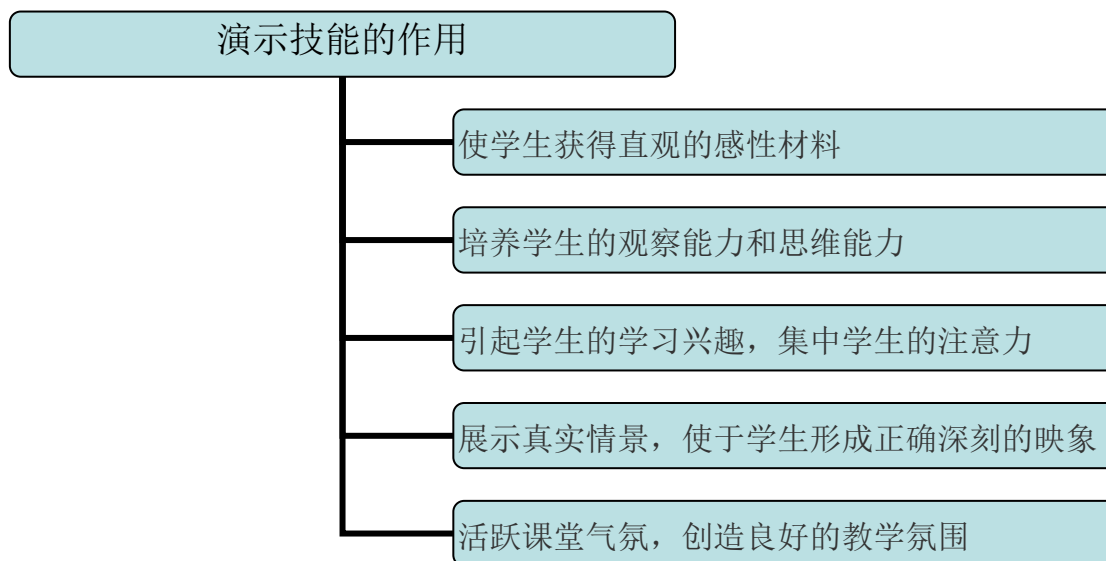 演示技能的作用
使学生获得直观的感性材料
培养学生的观察能力和思维能力
引起学生的学习兴趣，集中学生的注意力
展示真实情景，使于学生形成正确深刻的映象
活跃课堂气氛，创造良好的教学氛围